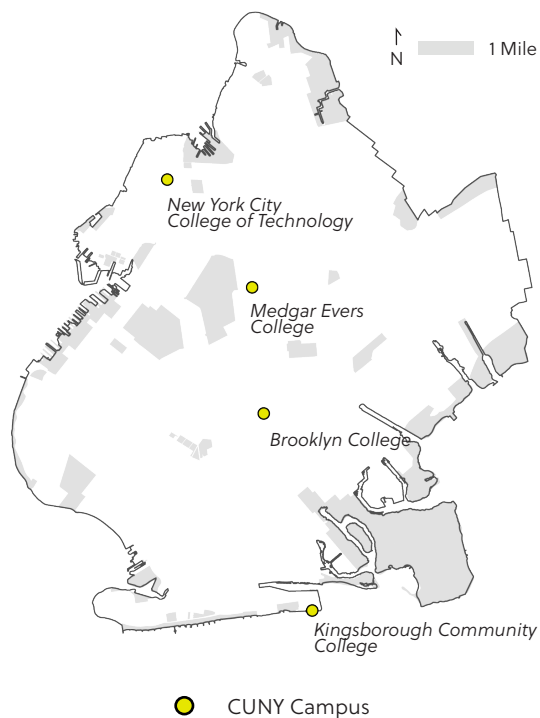 N
1 Mile
New York City
College of Technology
Medgar Evers
College
Brooklyn College
Kingsborough Community
College
CUNY Campus